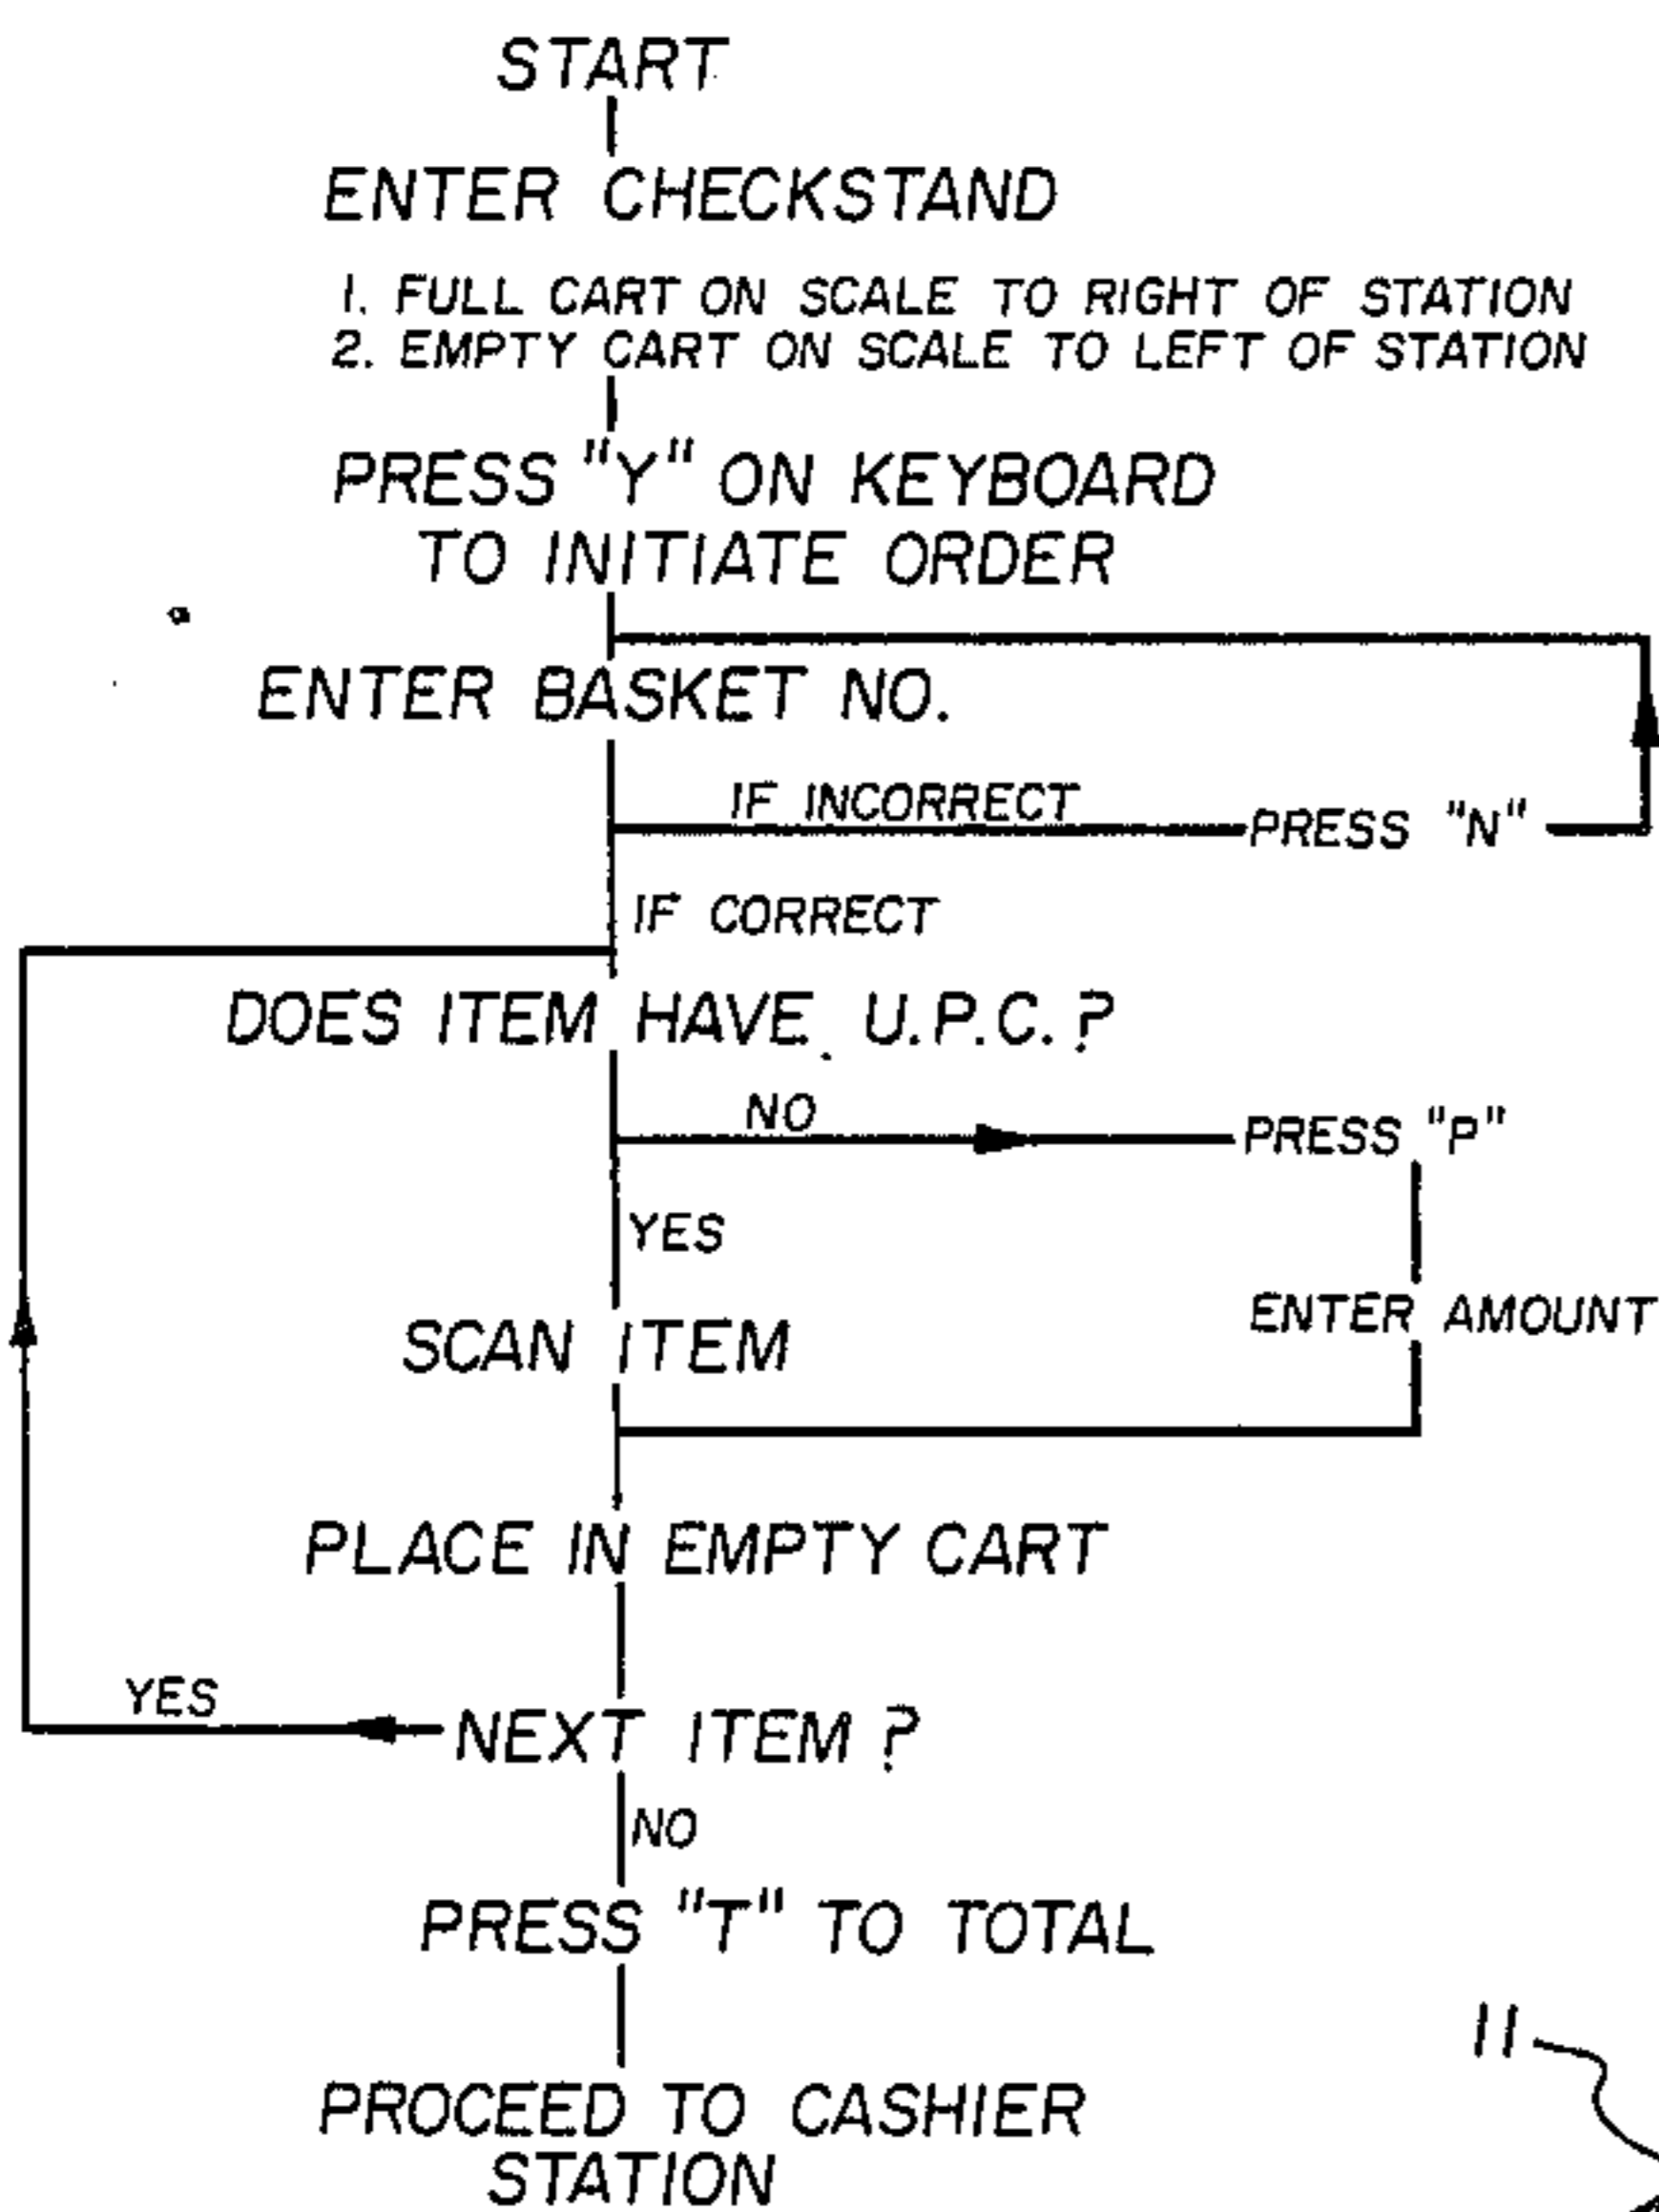 START
ENTER CHECKSTAND
1. FULL CART ON SCALE TO RIGHT OF STATION
2. EMPTY CART ON SCALE TO LEFT OF STATION
PRESS "Y" ON KEYBOARD
TO INITIATE ORDER
ENTER BASKET NO.
IF INCORRECT
PRESS "N"
IF CORRECT
DOES ITEM HAVE U.P.C.?
NO
PRESS "P"
YES
ENTER AMOUNT
SCAN ITEM
PLACE IN EMPTY CART
YES
NEXT ITEM?
NO
PRESS "T" TO TOTAL
11
PROCEED TO CASHIER
STATION